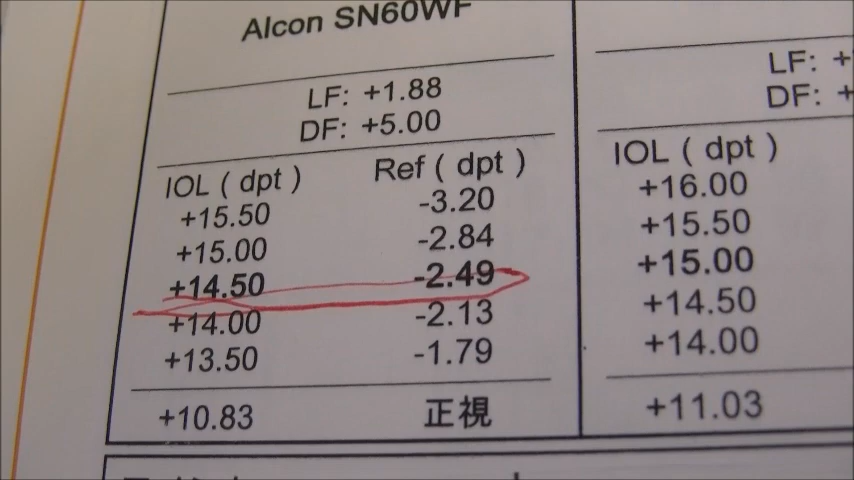 Alcon SN60WF
LF: +1.88
DF: +5.00
IOL ( dpt ) Ref ( dpt )
+15.50 -3.20
+15.00 -2.84
+14.50 -2.49
+14.00 -2.13
+13.50 -1.79
+10.83 正視
LF: +
DF: +
IOL ( dpt )
+16.00
+15.50
+15.00
+14.50
+14.00
+11.03